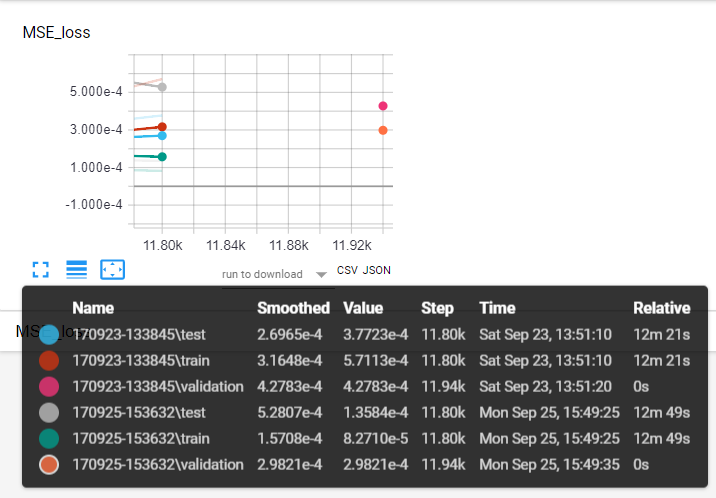 MSE_loss
5.000e-4
3.000e-4
1.000e-4
-1.000e-4
11.80k 11.84k 11.88k 11.92k
run to download CSV JSON
MSE_loss
Name Smoothed Value Step Time Relative
170923-133845\test 2.6965e-4 3.7723e-4 11.80k Sat Sep 23, 13:51:10 12m 21s
170923-133845\train 3.1648e-4 5.7113e-4 11.80k Sat Sep 23, 13:51:10 12m 21s
170923-133845\validation 4.2783e-4 4.2783e-4 11.94k Sat Sep 23, 13:51:20 0s
170925-153632\test 5.2807e-4 1.3584e-4 11.80k Mon Sep 25, 15:49:25 12m 49s
170925-153632\train 1.5708e-4 8.2710e-5 11.80k Mon Sep 25, 15:49:25 12m 49s
170925-153632\validation 2.9821e-4 2.9821e-4 11.94k Mon Sep 25, 15:49:35 0s